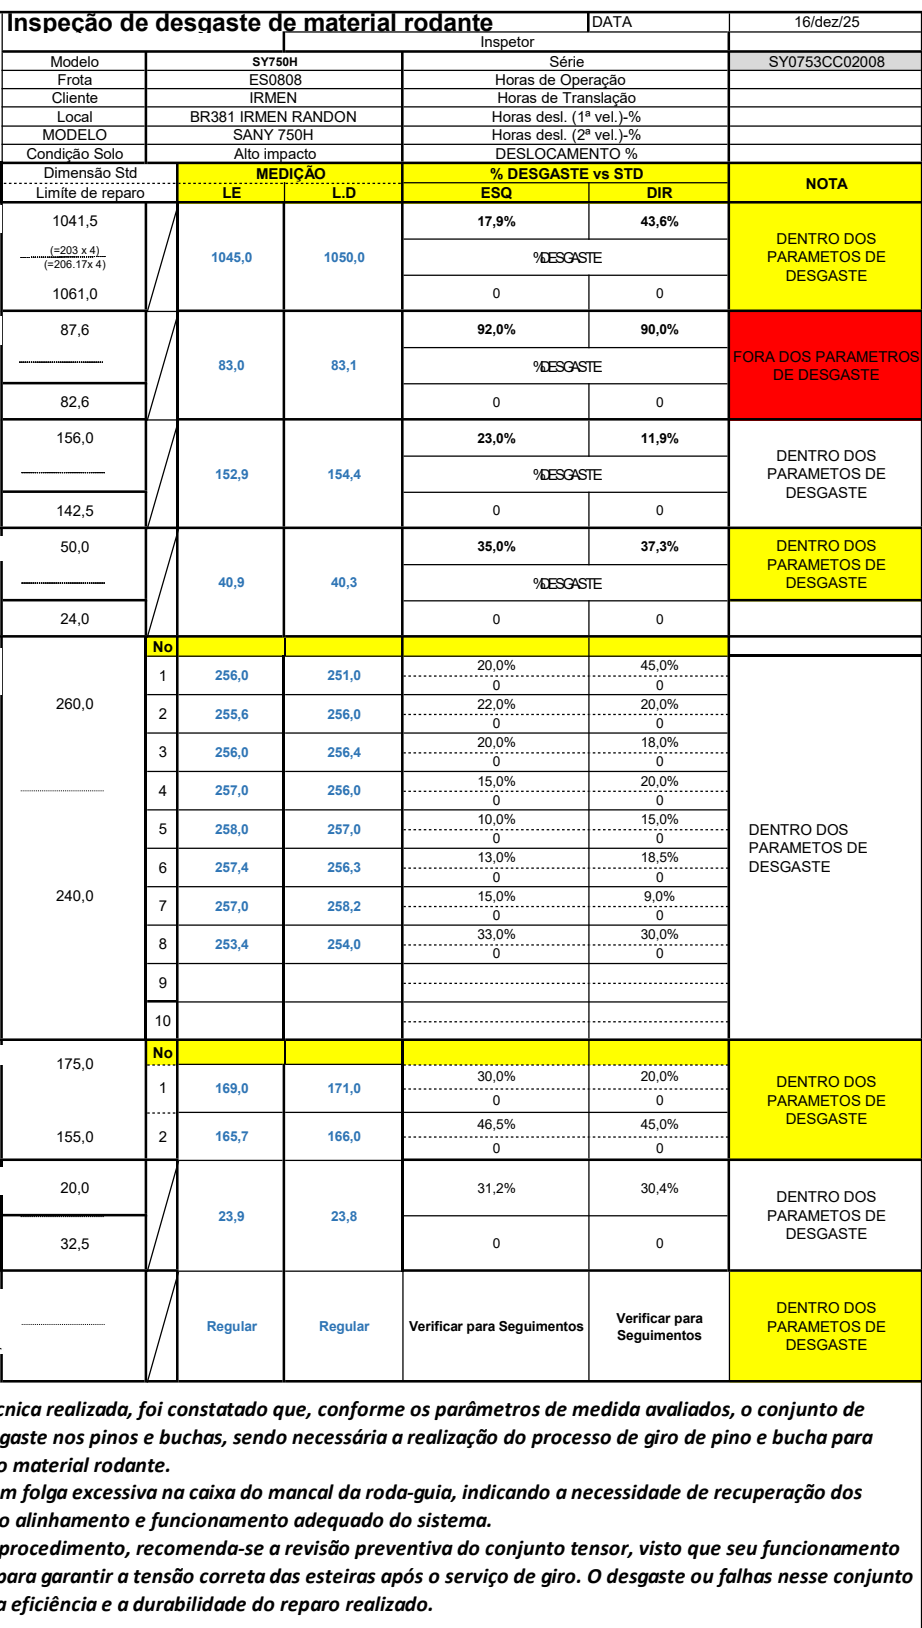 Inspeção de desgaste de material rodante DATA 16/dez/25
Inspetor
Modelo SY750H Série SY0753CC02008
Frota ES0808 Horas de Operação
Cliente IRMEN Horas de Translação
Local BR381 IRMEN RANDON Horas desl. (1ª vel.)-%
MODELO SANY 750H Horas desl. (2ª vel.)-%
Condição Solo Alto impacto DESLOCAMENTO %
Dimensão Std MEDIÇÃO % DESGASTE vs STD NOTA
Limite de reparo LE L.D ESQ DIR
1041,5 17,9% 43,6%
(=203 x 4)
(=206.17x 4)
1045,0 1050,0 %DESGASTE
DENTRO DOS
PARAMETOS DE
DESGASTE
1061,0 0 0
87,6 92,0% 90,0%
83,0 83,1 %DESGASTE
FORA DOS PARAMETROS
DE DESGASTE
82,6 0 0
156,0 23,0% 11,9%
152,9 154,4 %DESGASTE
DENTRO DOS
PARAMETOS DE
DESGASTE
142,5 0 0
50,0 35,0% 37,3%
40,9 40,3 %DESGASTE
DENTRO DOS
PARAMETOS DE
DESGASTE
24,0 0 0
No
260,0
1 256,0 251,0 20,0% 45,0%
0 0
2 255,6 256,0 22,0% 20,0%
0 0
3 256,0 256,4 20,0% 18,0%
0 0
4 257,0 256,0 15,0% 20,0%
0 0
5 258,0 257,0 10,0% 15,0%
0 0
DENTRO DOS
PARAMETOS DE
DESGASTE
6 257,4 256,3 13,0% 18,5%
0 0
240,0
7 257,0 258,2 15,0% 9,0%
0 0
8 253,4 254,0 33,0% 30,0%
0 0
9
10
No
175,0
1 169,0 171,0 30,0% 20,0%
0 0
DENTRO DOS
PARAMETOS DE
DESGASTE
155,0 2 165,7 166,0 46,5% 45,0%
0 0
20,0 31,2% 30,4%
23,9 23,8
DENTRO DOS
PARAMETOS DE
DESGASTE
32,5 0 0
Regular Regular Verificar para Seguimentos Verificar para
Seguimentos
DENTRO DOS
PARAMETOS DE
DESGASTE
cnica realizada, foi constatado que, conforme os parâmetros de medida avaliados, o conjunto de
gaste nos pinos e buchas, sendo necessária a realização do processo de giro de pino e bucha para
o material rodante.
m folga excessiva na caixa do mancal da roda-guia, indicando a necessidade de recuperação dos
o alinhamento e funcionamento adequado do sistema.
procedimento, recomenda-se a revisão preventiva do conjunto tensor, visto que seu funcionamento
para garantir a tensão correta das esteiras após o serviço de giro. O desgaste ou falhas nesse conjunto
a eficiência e a durabilidade do reparo realizado.